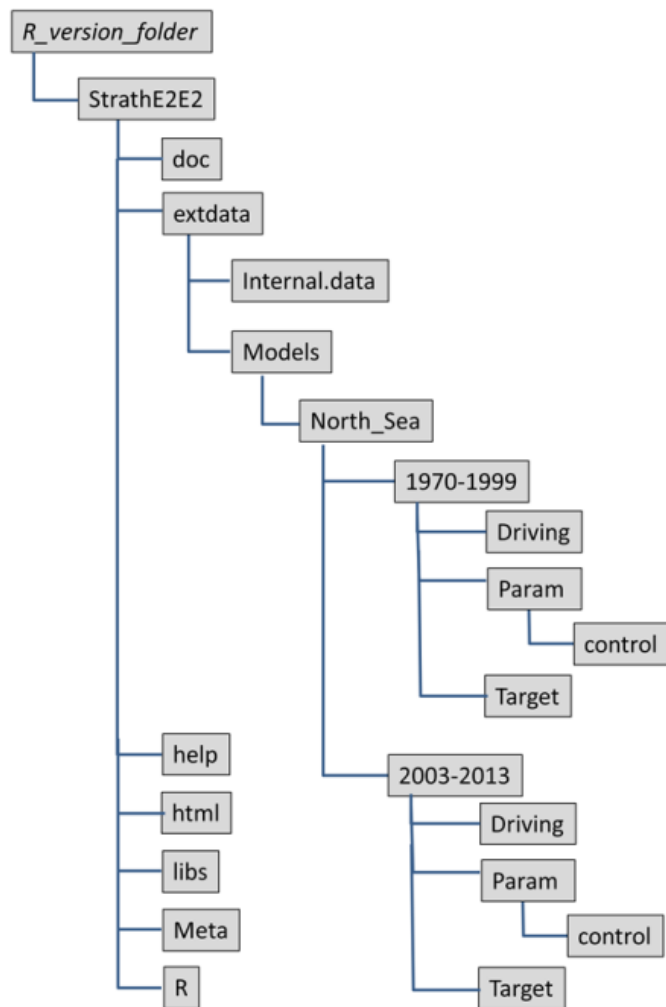 R_version_folder
StrathE2E2
doc
extdata
Internal.data
Models
North_Sea
1970-1999
Driving
Param
control
Target
2003-2013
Driving
Param
control
Target
help
html
libs
Meta
R